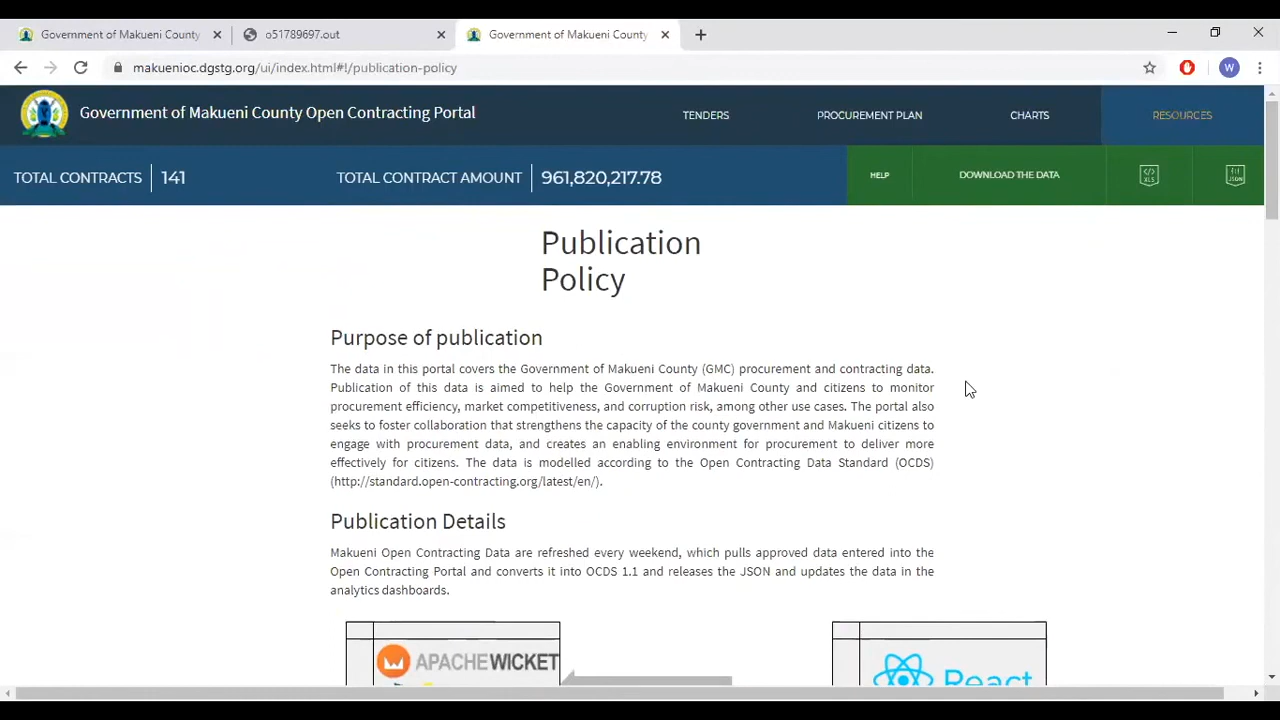 Government of Makueni County
o51789697.out
Government of Makueni County
makuenioc.dgstg.org/ui/index.html#l/publication-policy
W
Government of Makueni County Open Contracting Portal
TENDERS
PROCUREMENT PLAN
CHARTS
RESOURCES
TOTAL CONTRACTS 141
TOTAL CONTRACT AMOUNT 961,820,217.78
HELP
DOWNLOAD THE DATA
XLS
JSON
Publication
Policy
Purpose of publication
The data in this portal covers the Government of Makueni County (GMC) procurement and contracting data.
Publication of this data is aimed to help the Government of Makueni County and citizens to monitor
procurement efficiency, market competitiveness, and corruption risk, among other use cases. The portal also
seeks to foster collaboration that strengthens the capacity of the county government and Makueni citizens to
engage with procurement data, and creates an enabling environment for procurement to deliver more
effectively for citizens. The data is modelled according to the Open Contracting Data Standard (OCDS)
(http://standard.open-contracting.org/latest/en/).
Publication Details
Makueni Open Contracting Data are refreshed every weekend, which pulls approved data entered into the
Open Contracting Portal and converts it into OCDS 1.1 and releases the JSON and updates the data in the
analytics dashboards.
APACHE WICKET
React